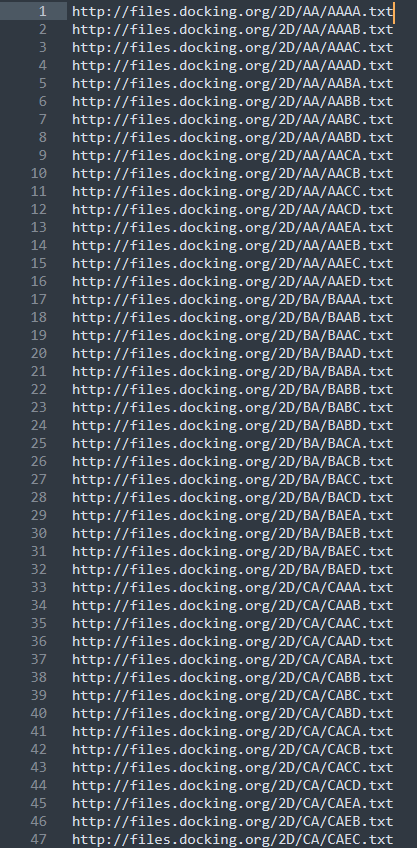 1 http://files.docking.org/2D/AA/AAAA.txt
2 http://files.docking.org/2D/AA/AAAB.txt
3 http://files.docking.org/2D/AA/AAAC.txt
4 http://files.docking.org/2D/AA/AAAD.txt
5 http://files.docking.org/2D/AA/AABA.txt
6 http://files.docking.org/2D/AA/AABB.txt
7 http://files.docking.org/2D/AA/AABC.txt
8 http://files.docking.org/2D/AA/AABD.txt
9 http://files.docking.org/2D/AA/AACA.txt
10 http://files.docking.org/2D/AA/AACB.txt
11 http://files.docking.org/2D/AA/AACC.txt
12 http://files.docking.org/2D/AA/AACD.txt
13 http://files.docking.org/2D/AA/AAEA.txt
14 http://files.docking.org/2D/AA/AAEB.txt
15 http://files.docking.org/2D/AA/AAEC.txt
16 http://files.docking.org/2D/AA/AAED.txt
17 http://files.docking.org/2D/BA/BAAA.txt
18 http://files.docking.org/2D/BA/BAAB.txt
19 http://files.docking.org/2D/BA/BAAC.txt
20 http://files.docking.org/2D/BA/BAAD.txt
21 http://files.docking.org/2D/BA/BABA.txt
22 http://files.docking.org/2D/BA/BABB.txt
23 http://files.docking.org/2D/BA/BABC.txt
24 http://files.docking.org/2D/BA/BABD.txt
25 http://files.docking.org/2D/BA/BACA.txt
26 http://files.docking.org/2D/BA/BACB.txt
27 http://files.docking.org/2D/BA/BACC.txt
28 http://files.docking.org/2D/BA/BACD.txt
29 http://files.docking.org/2D/BA/BAEA.txt
30 http://files.docking.org/2D/BA/BAEB.txt
31 http://files.docking.org/2D/BA/BAEC.txt
32 http://files.docking.org/2D/BA/BAED.txt
33 http://files.docking.org/2D/CA/CAAA.txt
34 http://files.docking.org/2D/CA/CAAB.txt
35 http://files.docking.org/2D/CA/CAAC.txt
36 http://files.docking.org/2D/CA/CAAD.txt
37 http://files.docking.org/2D/CA/CABA.txt
38 http://files.docking.org/2D/CA/CABB.txt
39 http://files.docking.org/2D/CA/CABC.txt
40 http://files.docking.org/2D/CA/CABD.txt
41 http://files.docking.org/2D/CA/CACA.txt
42 http://files.docking.org/2D/CA/CACB.txt
43 http://files.docking.org/2D/CA/CACC.txt
44 http://files.docking.org/2D/CA/CACD.txt
45 http://files.docking.org/2D/CA/CAEA.txt
46 http://files.docking.org/2D/CA/CAEB.txt
47 http://files.docking.org/2D/CA/CAEC.txt